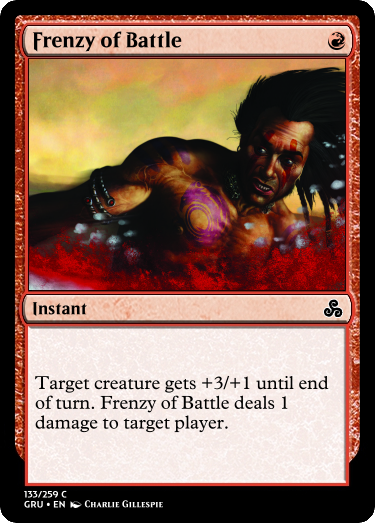 Frenzy of Battle
Instant
Target creature gets +3/+1 until end
of turn. Frenzy of Battle deals 1
damage to target player.
133/259 C
GRU • EN Charlie Gillespie